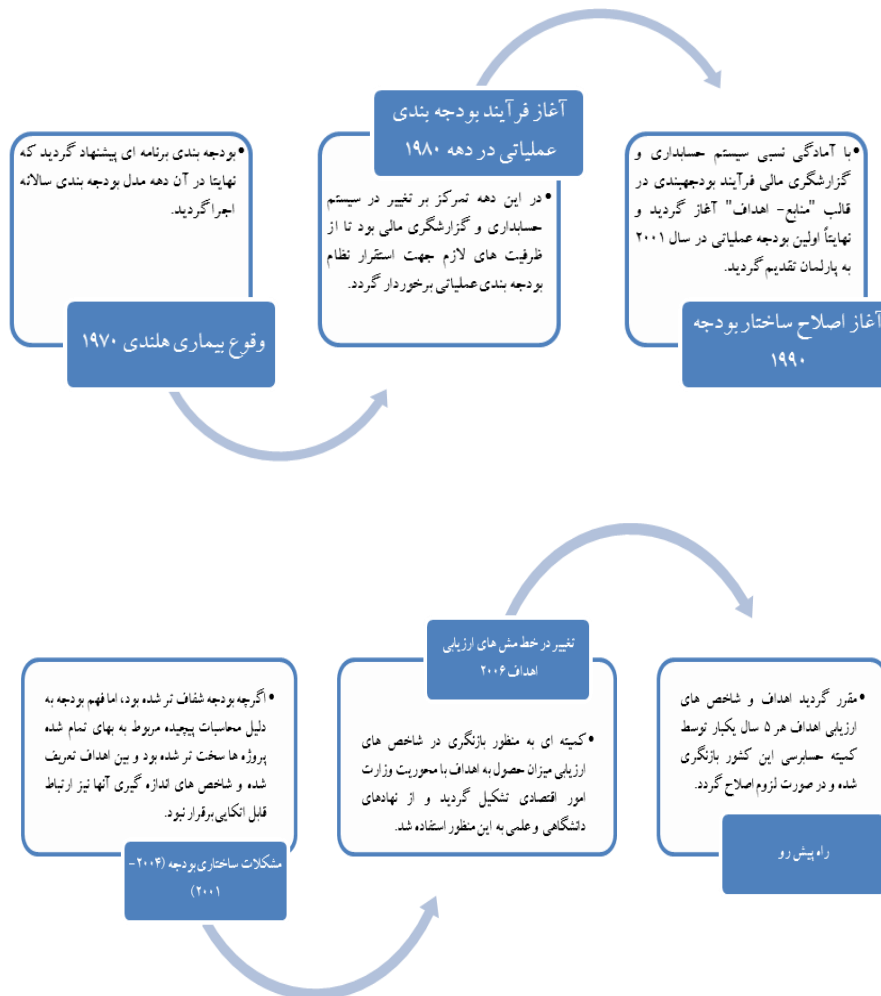 •بودجه بندی برنامه ای پیشنهاد گردید که
نهایتا در آن دهه مدل بودجه بندی سالانه
اجرا گردید.
وقوع بیماری هلندی ۱۹۷۰
آغاز فرآیند بودجه بندی
عملیاتی در دهه ۱۹۸۰
•در این دهه تمرکز بر تغییر در سیستم
حسابداری و گزارشگری مالی بود تا از
ظرفیت های لازم جهت استقرار نظام
بودجه بندی عملیاتی برخوردار گردد.
•با آمادگی نسبی سیستم حسابداری و
گزارشگری مالی فرآیند بودجهبندی در
قالب "منابع- اهداف" آغاز گردید و
نهایتاً اولین بودجه عملیاتی در سال ۲۰۰۱
به پارلمان تقدیم گردید.
آغاز اصلاح ساختار بودجه
۱۹۹۰
•اگرچه بودجه شفاف تر شده بود، اما فهم بودجه به
دلیل محاسبات پیچیده مربوط به بهای تمام شده
پروژه ها سخت تر شده بود و بین اهداف تعریف
شده و شاخص های اندازه گیری آنها نیز ارتباط
قابل اتکایی برقرار نبود.
مشکلات ساختاری بودجه (۲۰۰۴-
۲۰۰۱)
تغییر در خط مش های ارزیابی
اهداف ۲۰۰۶
•کمیته ای به منظور بازنگری در شاخص های
ارزیابی میزان حصول به اهداف با محوریت وزارت
امور اقتصادی تشکیل گردید و از نهادهای
دانشگاهی و علمی به این منظور استفاده شد.
•مقرر گردید اهداف و شاخص های
ارزیابی اهداف هر ۵ سال یکبار توسط
کمیته حسابرسی این کشور بازنگری
شده و در صورت لزوم اصلاح گردد.
راه پیش رو